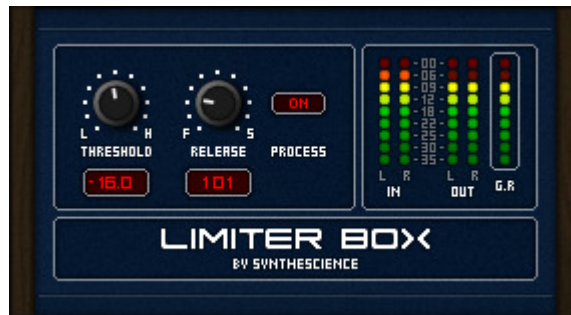 L H
THRESHOLD
-16.0
F S
RELEASE
101
ON
PROCESS
-00-
-06-
-09-
-12-
-18-
-22-
-25-
-30-
-35-
L R
IN
L R
OUT
G.R
LIMITER BOX
BY SYNTHESCIENCE